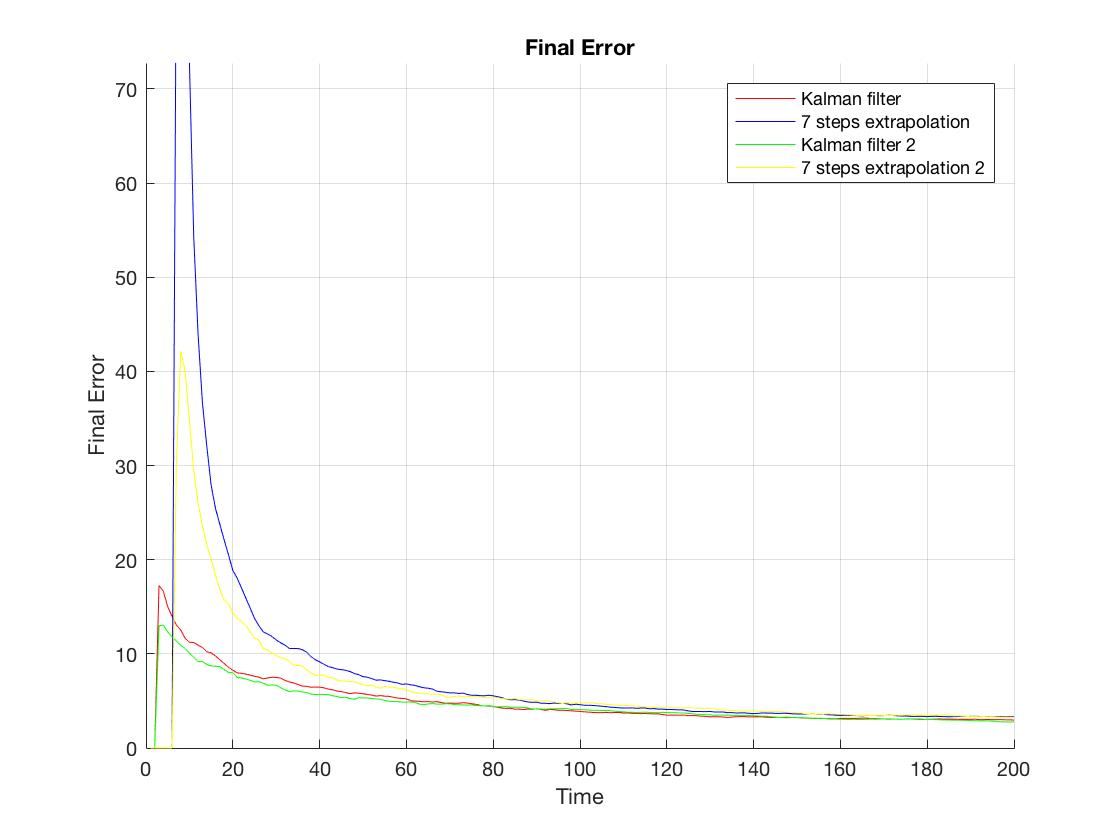 Final Error
Kalman filter
7 steps extrapolation
Kalman filter 2
7 steps extrapolation 2
Final Error
70
60
50
40
30
20
10
0
0 20 40 60 80 100 120 140 160 180 200
Time